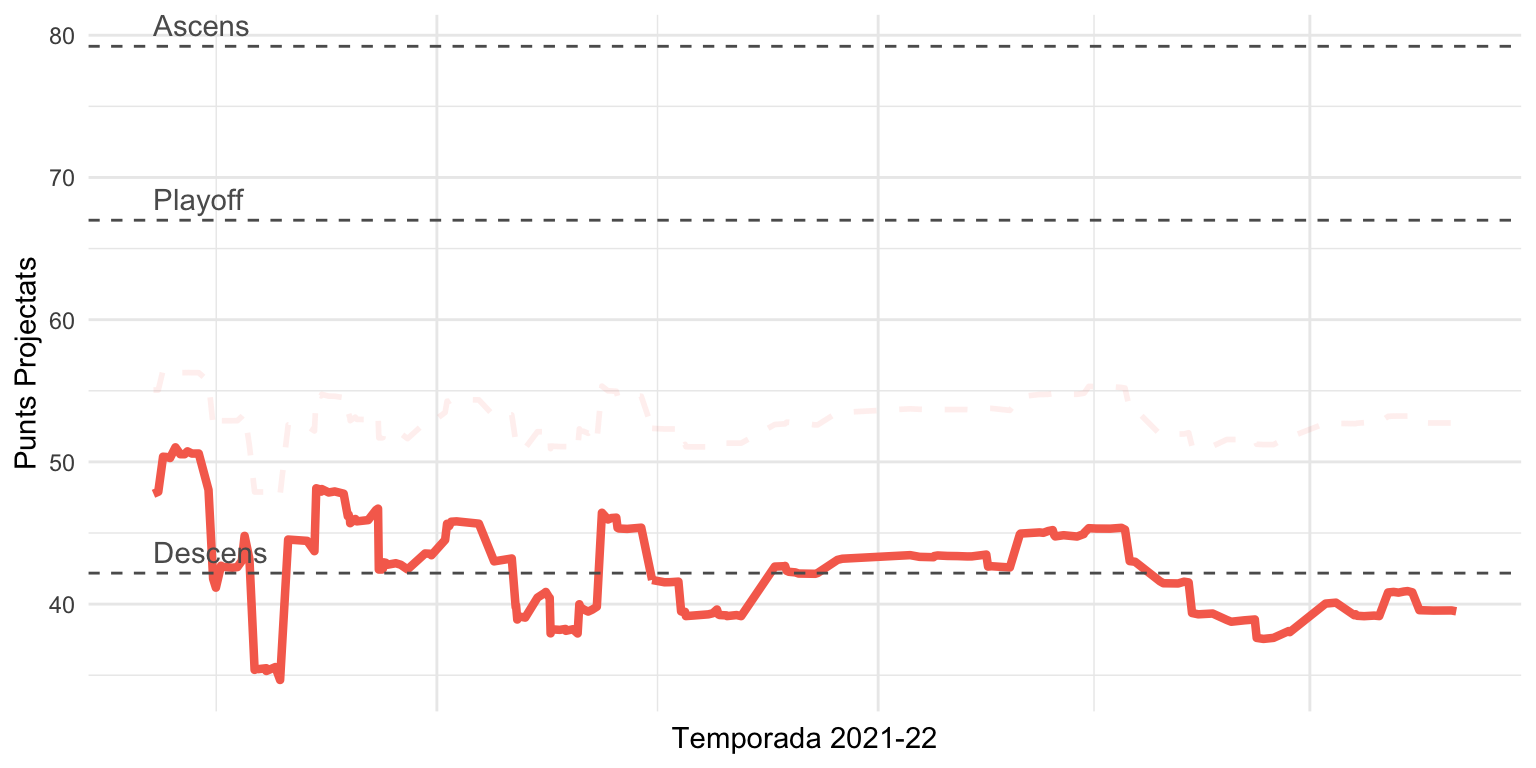 Ascens
80
70
Playoff
60
Punts Projectats
50
Descens
40
Temporada 2021-22